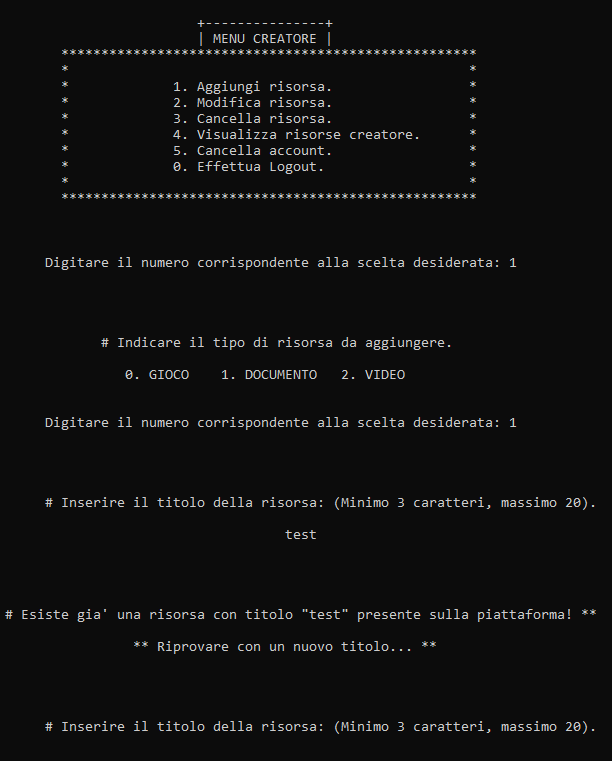 +---------------+
| MENU CREATORE |
****************************************************
*                                                  *
*             1. Aggiungi risorsa.                 *
*             2. Modifica risorsa.                 *
*             3. Cancella risorsa.                 *
*             4. Visualizza risorse creatore.      *
*             5. Cancella account.                 *
*             0. Effettua Logout.                  *
*                                                  *
****************************************************
Digitare il numero corrispondente alla scelta desiderata: 1
# Indicare il tipo di risorsa da aggiungere.
0. GIOCO    1. DOCUMENTO   2. VIDEO
Digitare il numero corrispondente alla scelta desiderata: 1
# Inserire il titolo della risorsa: (Minimo 3 caratteri, massimo 20).
test
# Esiste gia' una risorsa con titolo "test" presente sulla piattaforma! **
** Riprovare con un nuovo titolo... **
# Inserire il titolo della risorsa: (Minimo 3 caratteri, massimo 20).